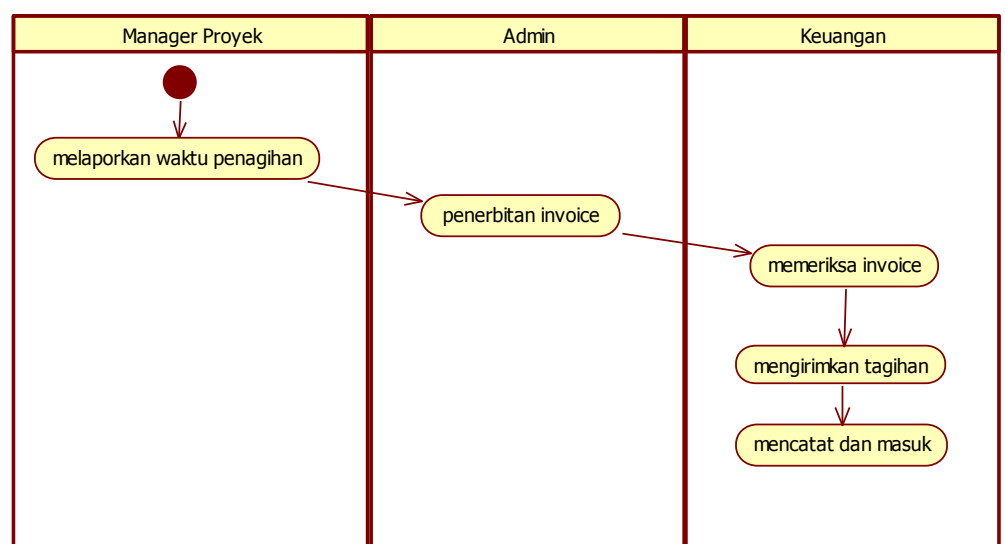 Manager Proyek
Admin
Keuangan
melaporkan waktu penagihan
penerbitan invoice
memeriksa invoice
mengirimkan tagihan
mencatat dan masuk